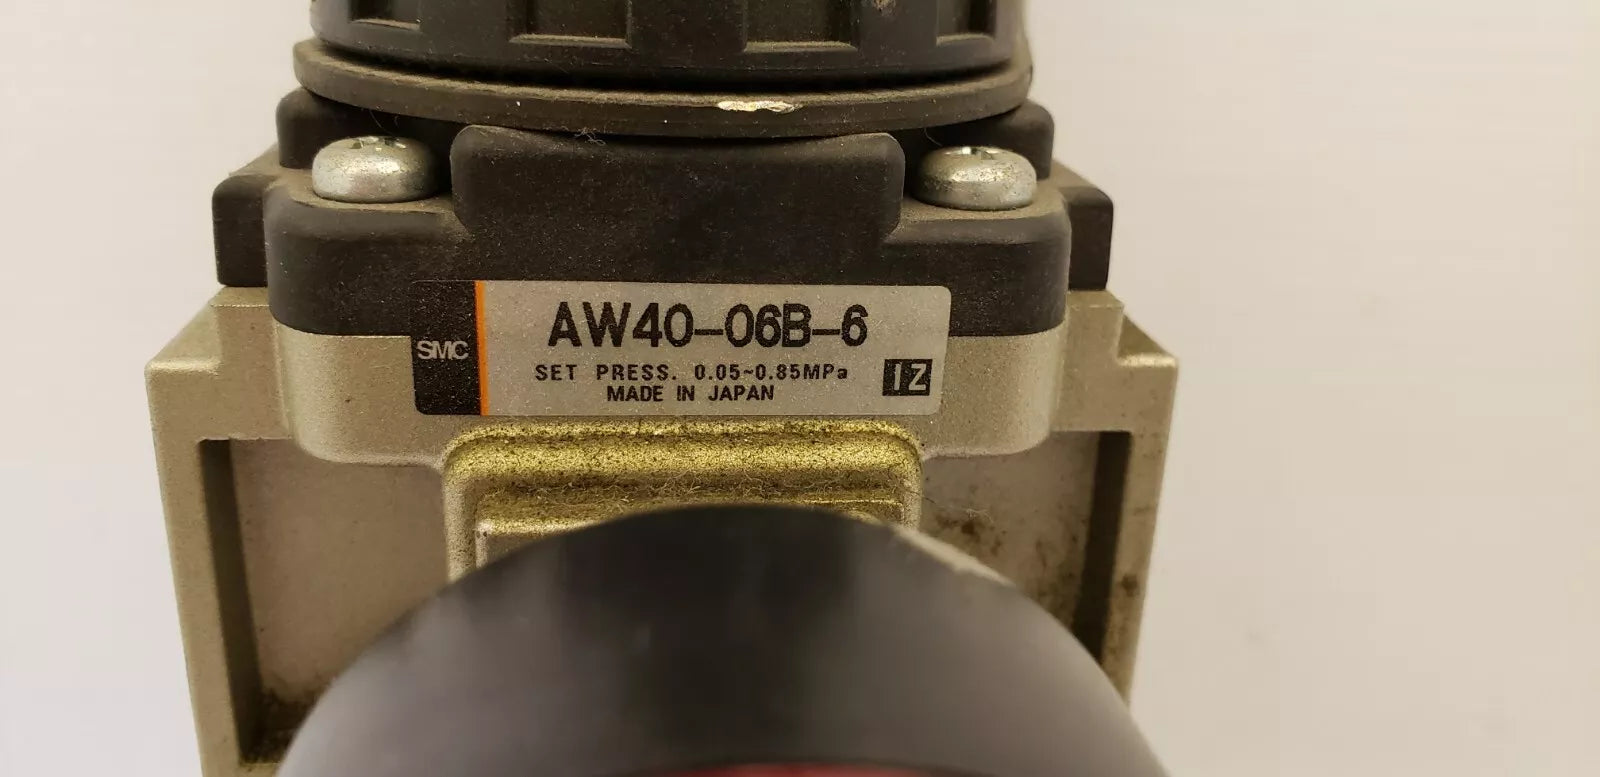 SMC
AW40-06B-6
SET PRESS. 0.05~0.85MPa
MADE IN JAPAN
IZ